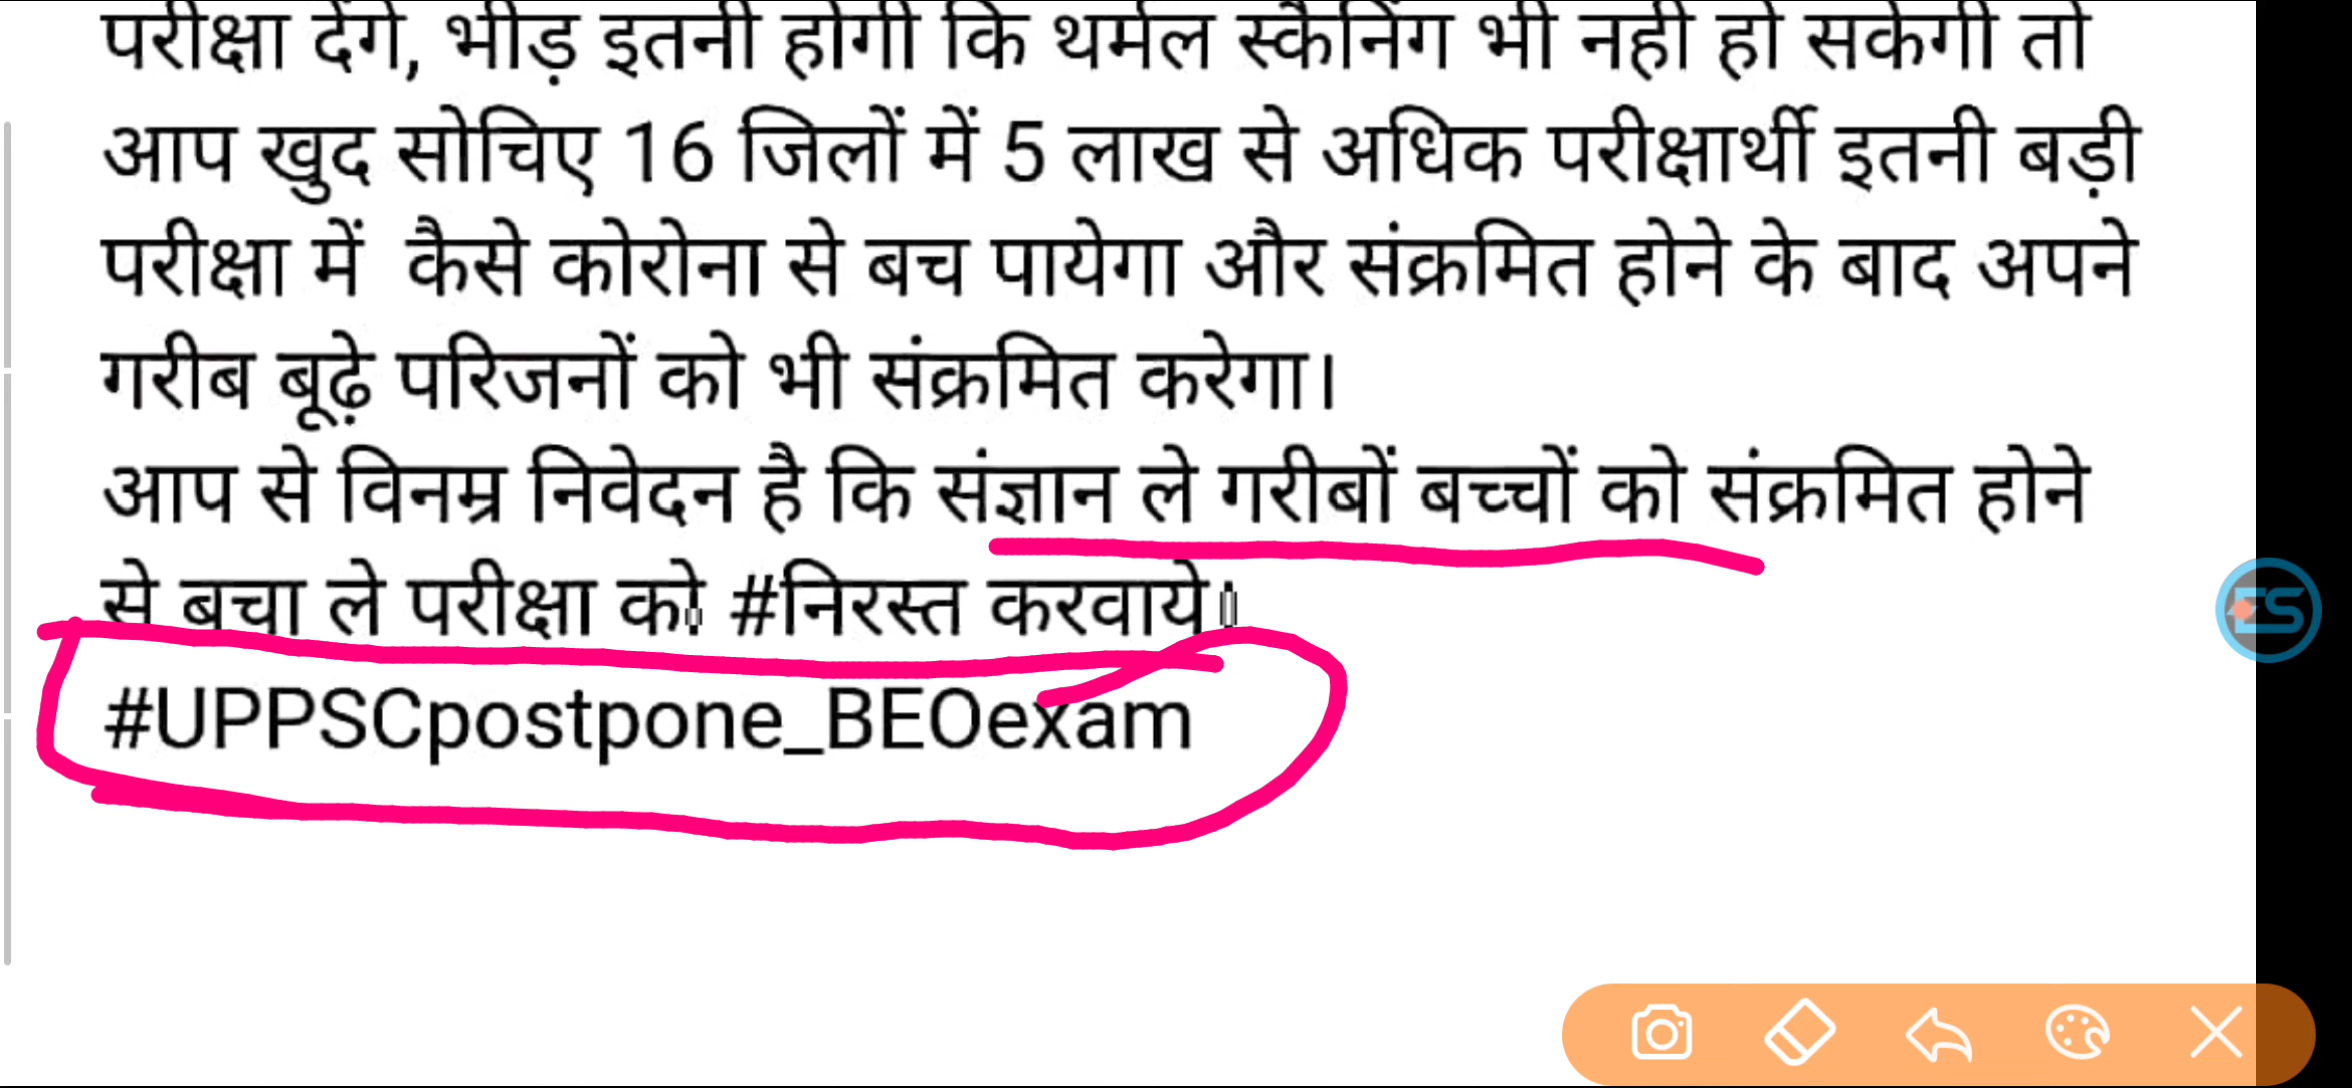 परीक्षा देंगे, भीड़ इतनी होगी कि थर्मल स्कैनिंग भी नही हो सकेगी तो
आप खुद सोचिए 16 जिलों में 5 लाख से अधिक परीक्षार्थी इतनी बड़ी
परीक्षा में कैसे कोरोना से बच पायेगा और संक्रमित होने के बाद अपने
गरीब बूढ़े परिजनों को भी संक्रमित करेगा।
आप से विनम्र निवेदन है कि संज्ञान ले गरीबों बच्चों को संक्रमित होने
से बचा ले परीक्षा को #निरस्त करवाये।
#UPPSCpostpone_BEOexam
ES